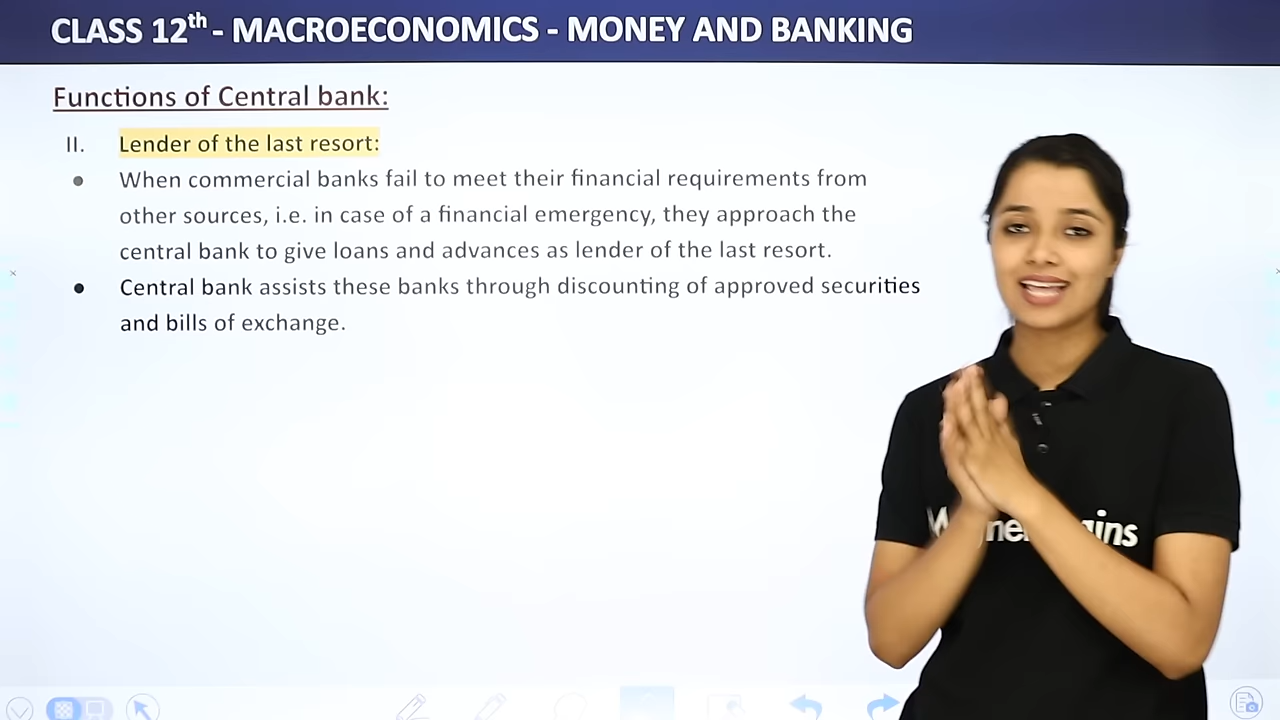 CLASS 12th - MACROECONOMICS - MONEY AND BANKING
Functions of Central bank:
II. Lender of the last resort:
● When commercial banks fail to meet their financial requirements from
other sources, i.e. in case of a financial emergency, they approach the
central bank to give loans and advances as lender of the last resort.
● Central bank assists these banks through discounting of approved securities
and bills of exchange.